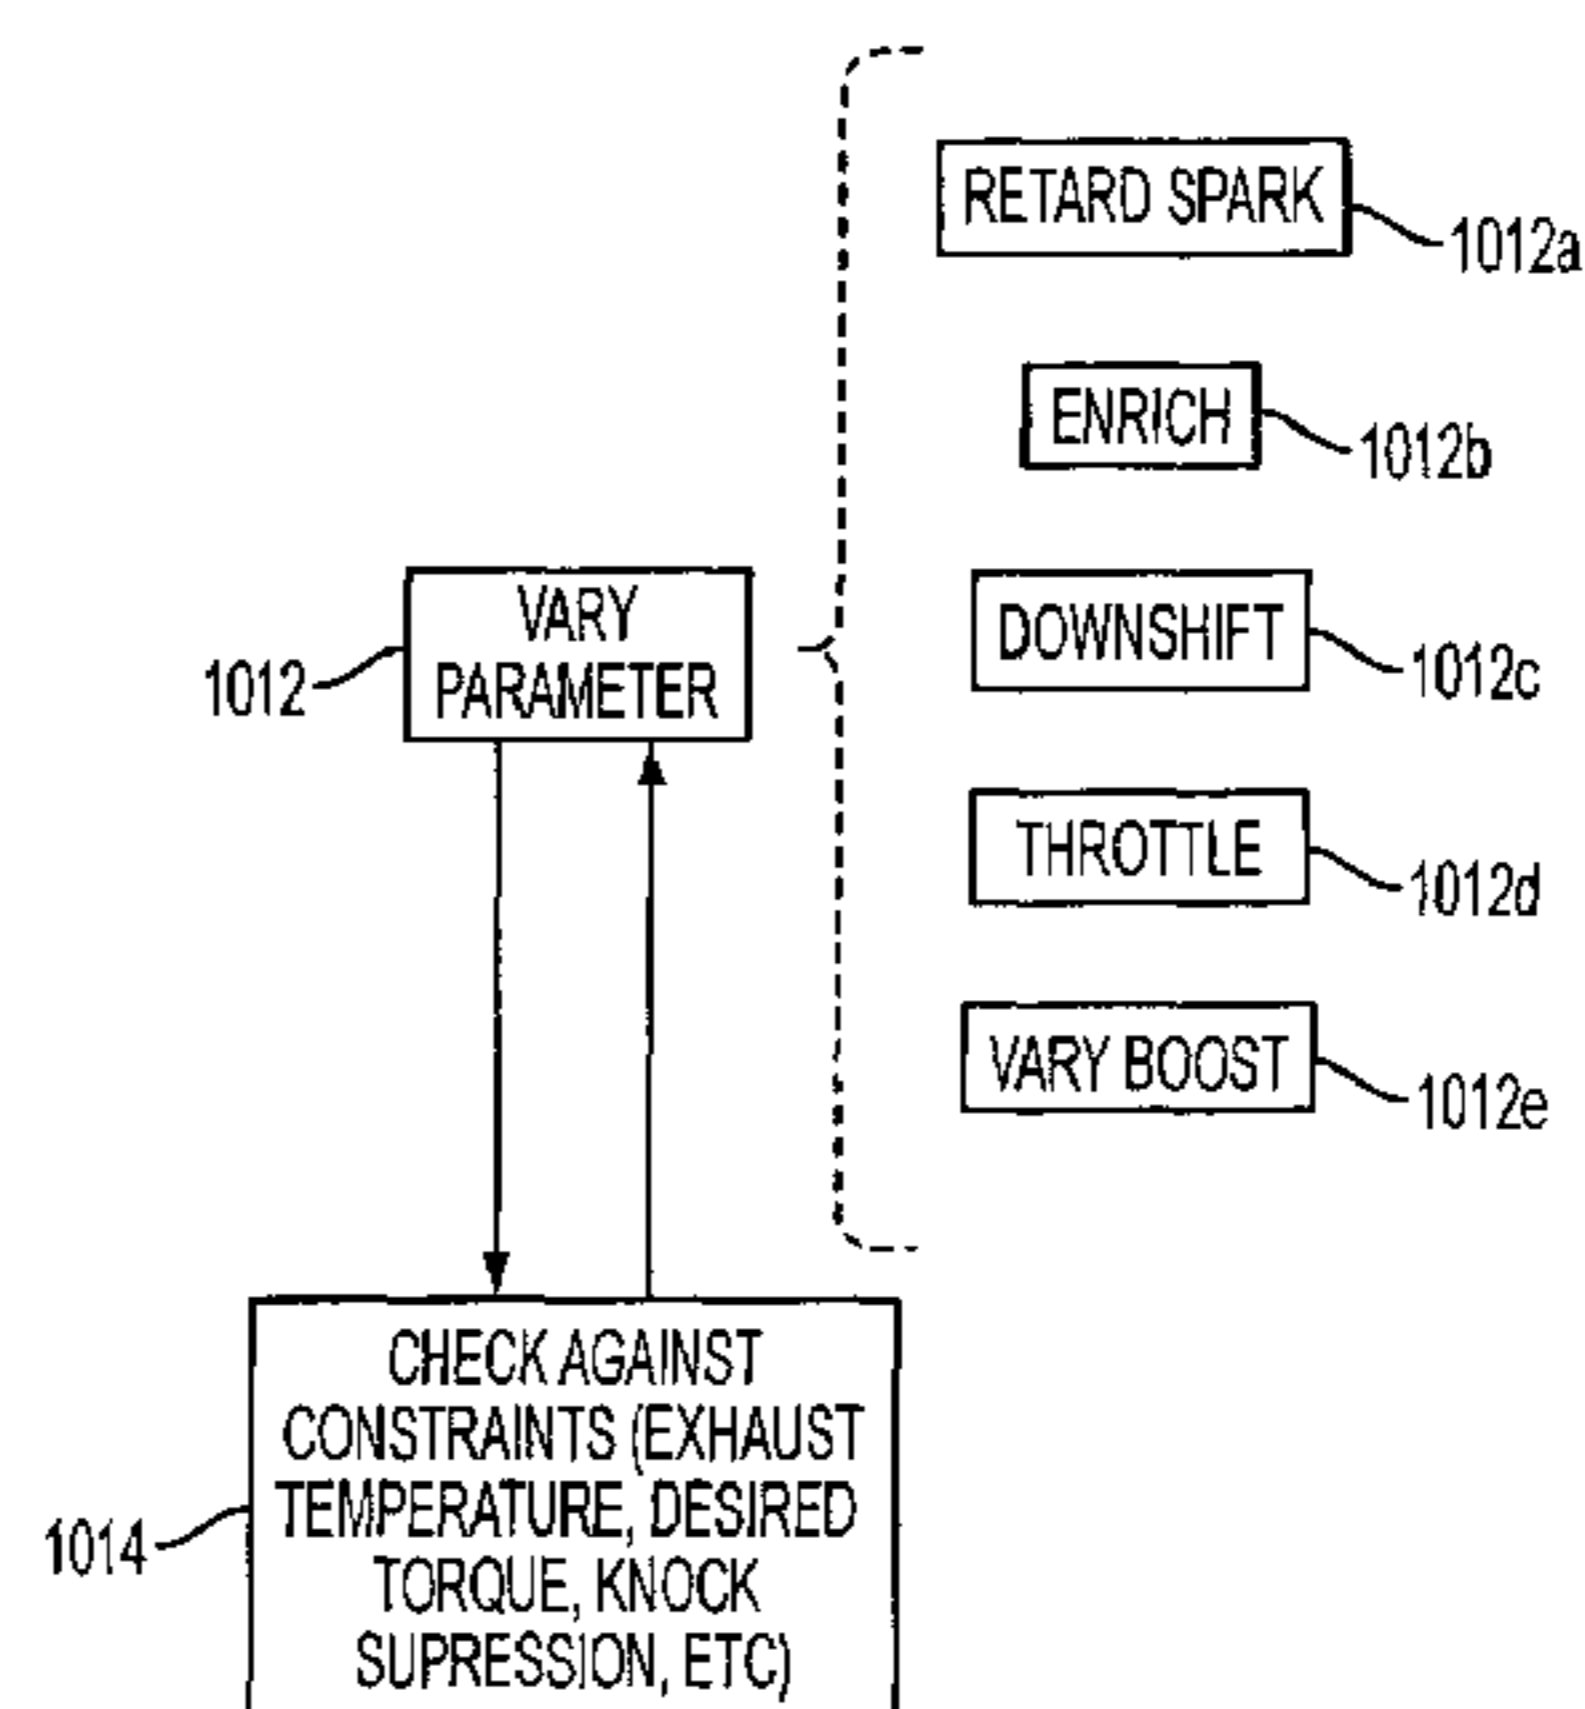 RETARD SPARK
1012a
ENRICH
1012b
VARY
PARAMETER
1012
DOWNSHIFT
1012c
THROTTLE
1012d
VARY BOOST
1012e
CHECK AGAINST
CONSTRAINTS (EXHAUST
TEMPERATURE, DESIRED
TORQUE, KNOCK
SUPRESSION, ETC)
1014